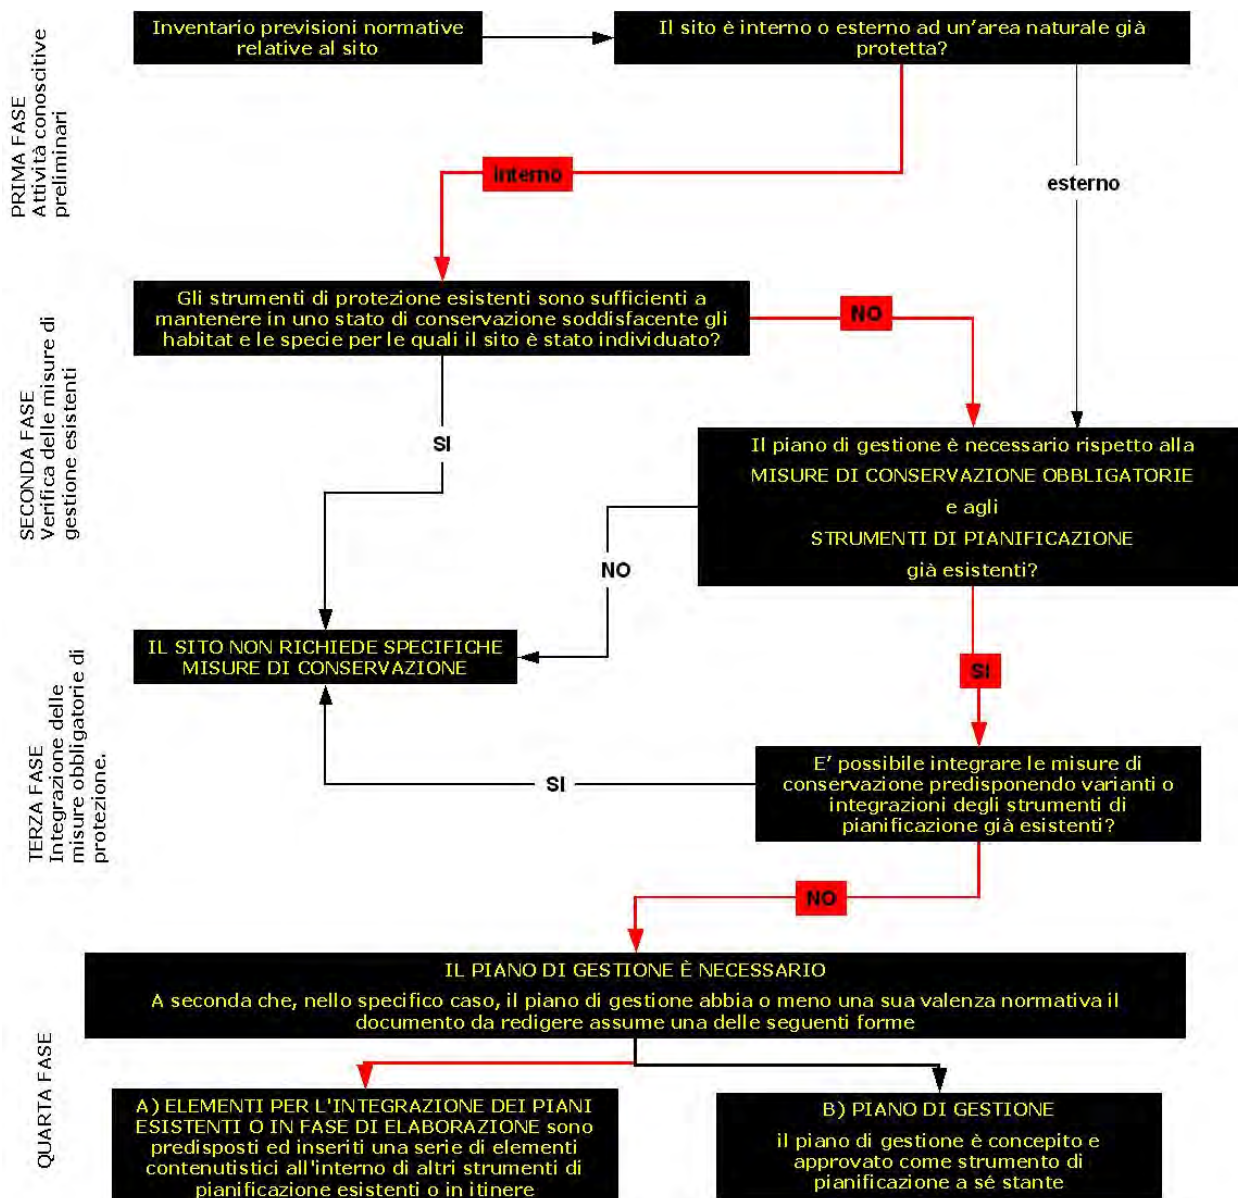 PRIMA FASE
Attività conoscitive
preliminari
Inventario previsioni normative
relative al sito
Il sito è interno o esterno ad un'area naturale già
protetta?
interno
esterno
SECONDA FASE
Verifica delle misure di
gestione esistenti
Gli strumenti di protezione esistenti sono sufficienti a
mantenere in uno stato di conservazione soddisfacente gli
habitat e le specie per le quali il sito è stato individuato?
NO
SI
Il piano di gestione è necessario rispetto alla
MISURE DI CONSERVAZIONE OBBLIGATORIE
e agli
STRUMENTI DI PIANIFICAZIONE
già esistenti?
NO
SI
TERZA FASE
Integrazione delle
misure obbligatorie di
protezione.
IL SITO NON RICHIEDE SPECIFICHE
MISURE DI CONSERVAZIONE
E' possibile integrare le misure di
conservazione predisponendo varianti o
integrazioni degli strumenti di
pianificazione già esistenti?
SI
NO
QUARTA FASE
IL PIANO DI GESTIONE È NECESSARIO
A seconda che, nello specifico caso, il piano di gestione abbia o meno una sua valenza normativa il
documento da redigere assume una delle seguenti forme
A) ELEMENTI PER L'INTEGRAZIONE DEI PIANI
ESISTENTI O IN FASE DI ELABORAZIONE sono
predisposti ed inseriti una serie di elementi
contenutistici all'interno di altri strumenti di
pianificazione esistenti o in itinere
B) PIANO DI GESTIONE
il piano di gestione è concepito e
approvato come strumento di
pianificazione a sé stante